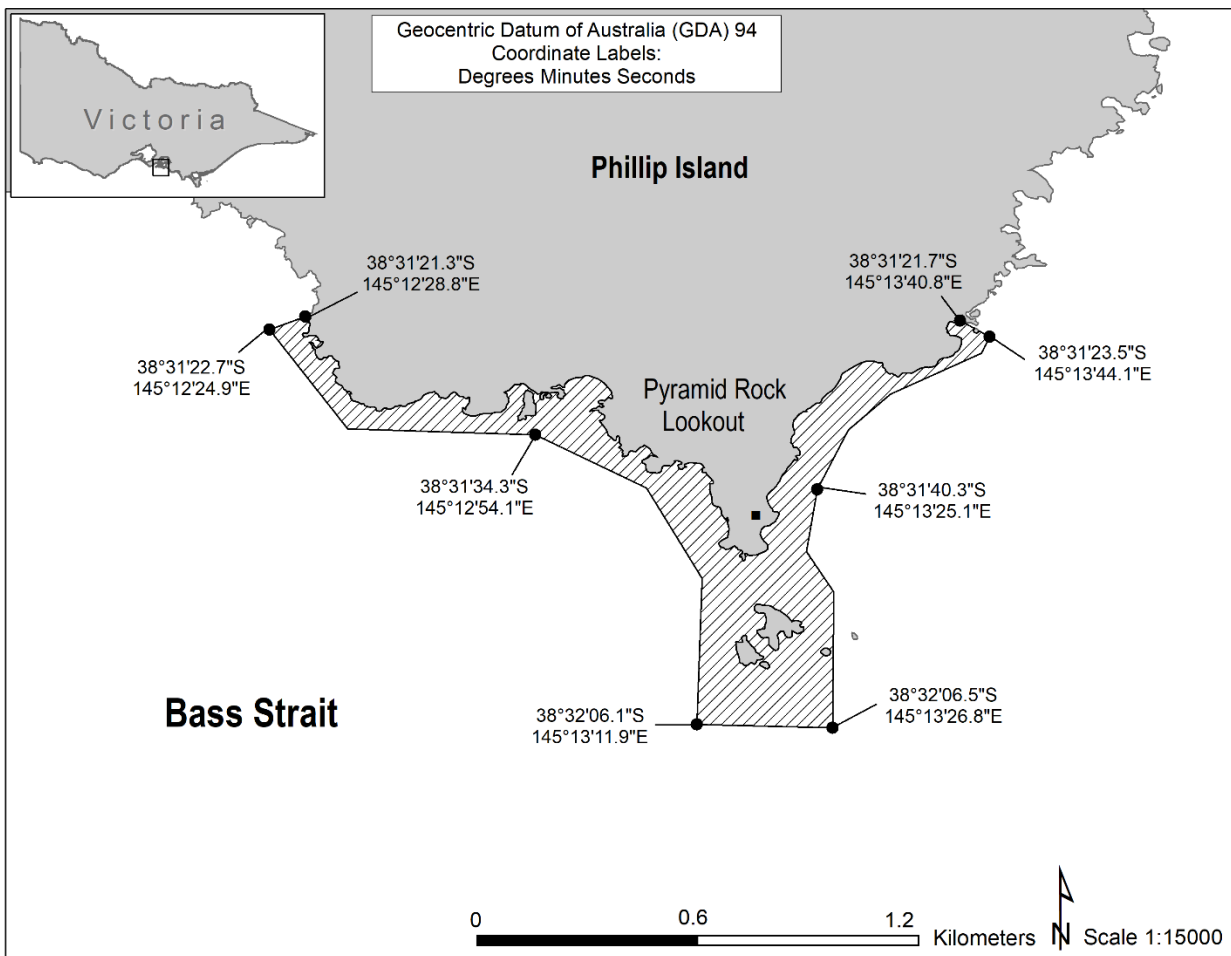 Geocentric Datum of Australia (GDA) 94
Coordinate Labels:
Degrees Minutes Seconds
Victoria
Phillip Island
38°31'21.3"S
145°12'28.8"E
38°31'21.7"S
145°13'40.8"E
38°31'22.7"S
145°12'24.9"E
38°31'23.5"S
145°13'44.1"E
Pyramid Rock
Lookout
38°31'34.3"S
145°12'54.1"E
38°31'40.3"S
145°13'25.1"E
Bass Strait
38°32'06.1"S
145°13'11.9"E
38°32'06.5"S
145°13'26.8"E
0 0.6 1.2
Kilometers N Scale 1:15000